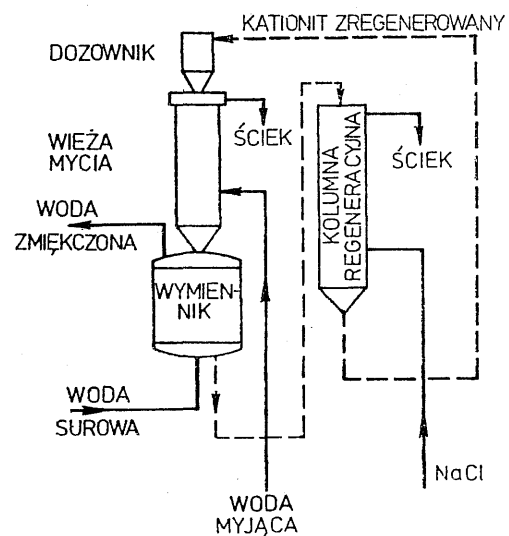 KATIONIT ZREGENEROWANY
DOZOWNIK
ŚCIEK
WIEŻA
MYCIA
KOLUMNA
REGENERACYJNA
ŚCIEK
WODA
ZMIĘKCZONA
WYMIEN-
NIK
WODA
SUROWA
NaCl
WODA
MYJĄCA